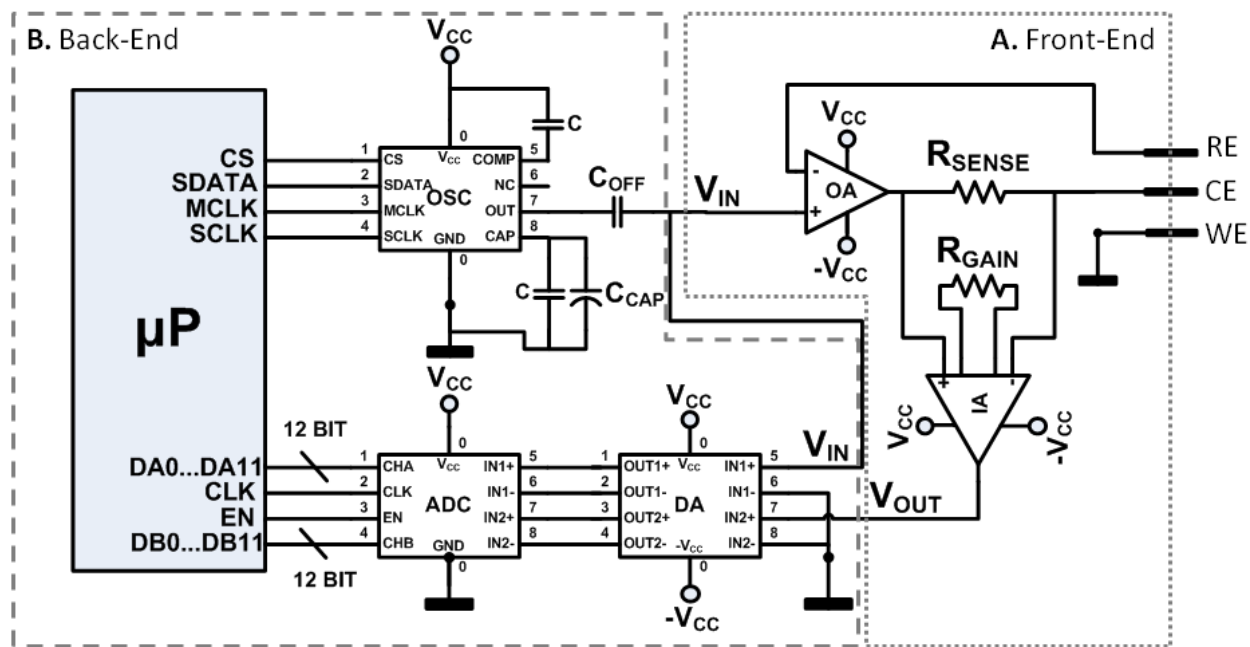 B. Back-End
A. Front-End
VCC
0
C
CS
SDATA
MCLK
SCLK
1
2
3
4
CS
SDATA
MCLK
SCLK
VCC
OSC
GND
0
COMP
NC
OUT
CAP
5
6
7
8
COFF
C
CCAP
VIN
VCC
-
OA
+
-VCC
RSENSE
RGAIN
RE
CE
WE
+
-
IA
VCC
-VCC
µP
VCC
0
12 BIT
DA0...DA11
CLK
EN
DB0...DB11
12 BIT
1
2
3
4
CHA
CLK
EN
CHB
VCC
ADC
GND
0
IN1+
IN1-
IN2+
IN2-
5
6
7
8
VCC
0
1
2
3
4
OUT1+
OUT1-
OUT2+
OUT2-
VCC
DA
-VCC
0
-VCC
IN1+
IN1-
IN2+
IN2-
5
6
7
8
VIN
VOUT